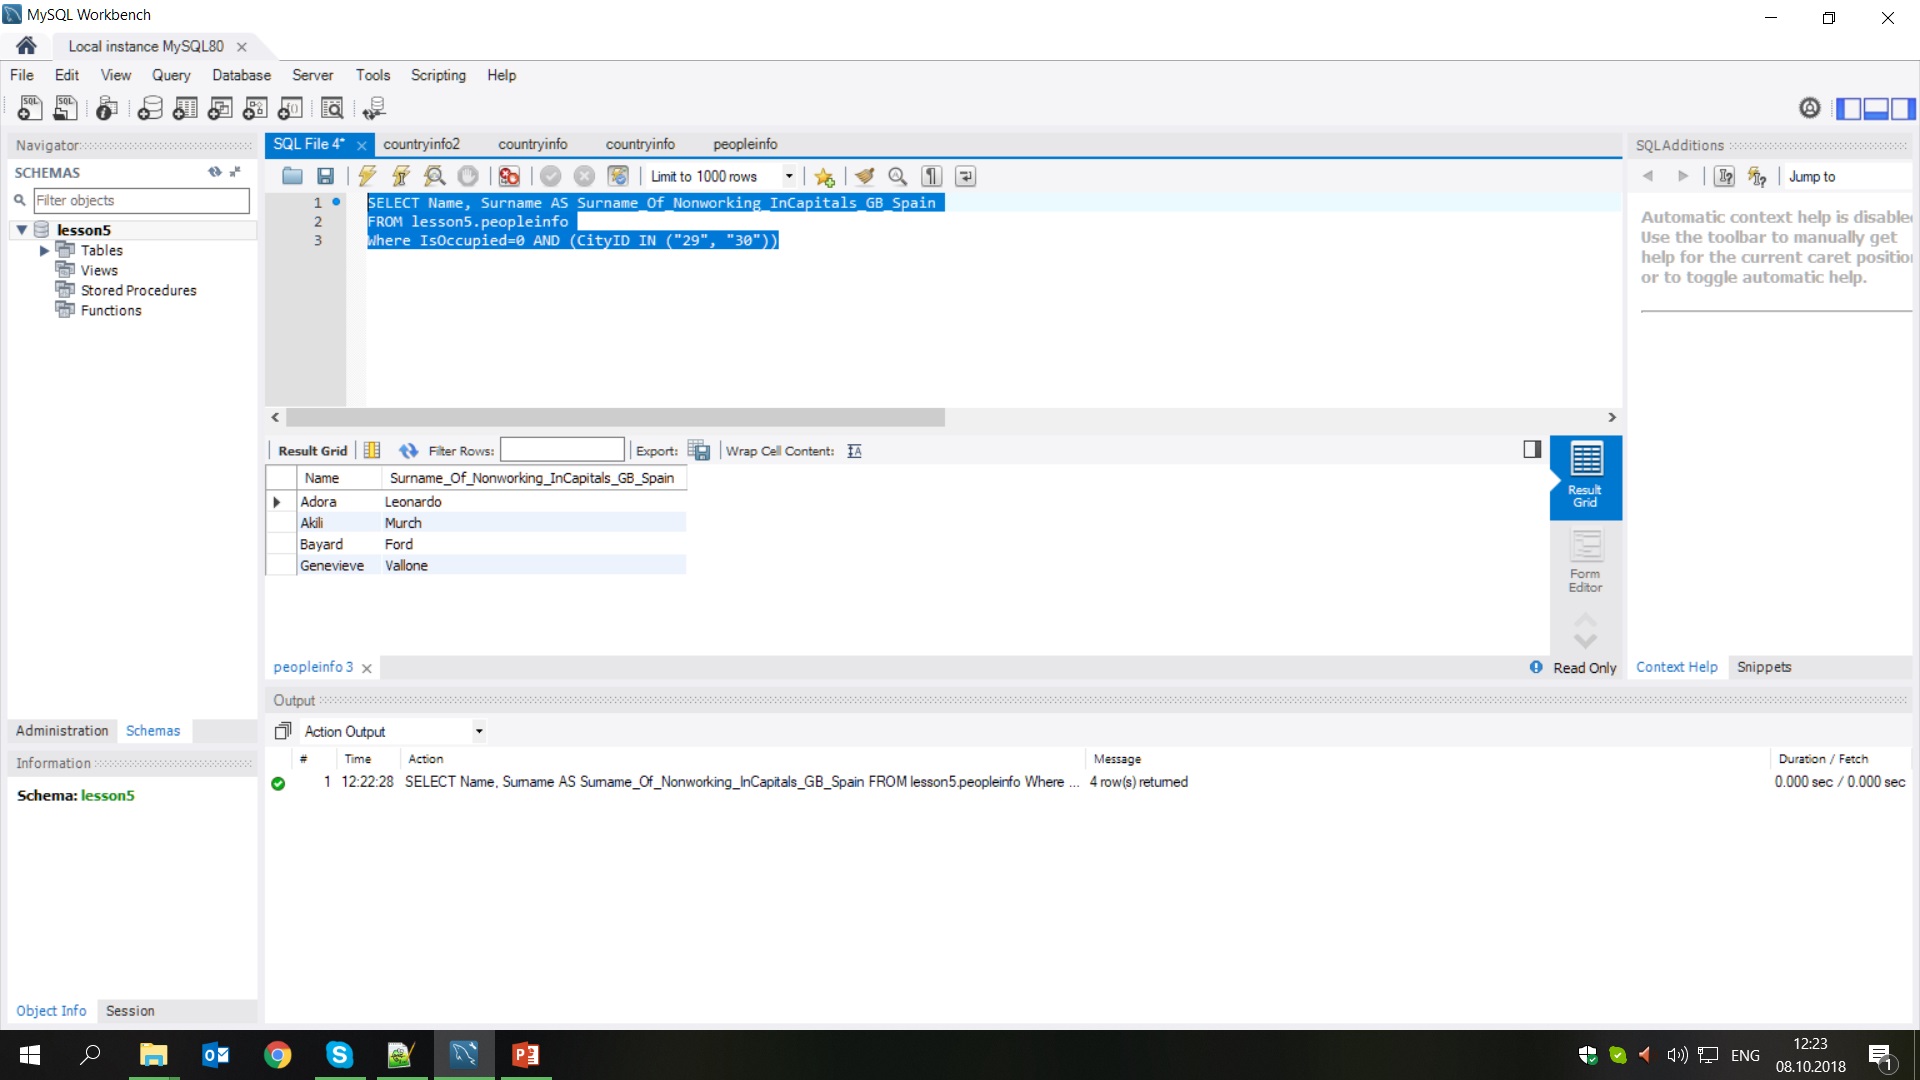 MySQL Workbench
Local instance MySQL80
File Edit View Query Database Server Tools Scripting Help
Navigator
SCHEMAS
Filter objects
lesson5
Tables
Views
Stored Procedures
Functions
Administration Schemas
Information
Schema: lesson5
Object Info Session
SQL File 4* countryinfo2 countryinfo countryinfo peopleinfo
Limit to 1000 rows
1 SELECT Name, Surname AS Surname_Of_Nonworking_InCapitals_GB_Spain
2 FROM lesson5.peopleinfo
3 Where IsOccupied=0 AND (CityID IN ("29", "30"))
Result Grid Filter Rows: Export: Wrap Cell Content:
Name Surname_Of_Nonworking_InCapitals_GB_Spain
Adora Leonardo
Akili Murch
Bayard Ford
Genevieve Vallone
Result
Grid
Form
Editor
peopleinfo 3
Read Only
SQLAdditions
Jump to
Automatic context help is disabled
Use the toolbar to manually get
help for the current caret position
or to toggle automatic help.
Context Help Snippets
Output
Action Output
# Time Action Message Duration / Fetch
1 12:22:28 SELECT Name, Surname AS Surname_Of_Nonworking_InCapitals_GB_Spain FROM lesson5.peopleinfo Where ... 4 row(s) returned 0.000 sec / 0.000 sec
ENG
12:23
08.10.2018
1